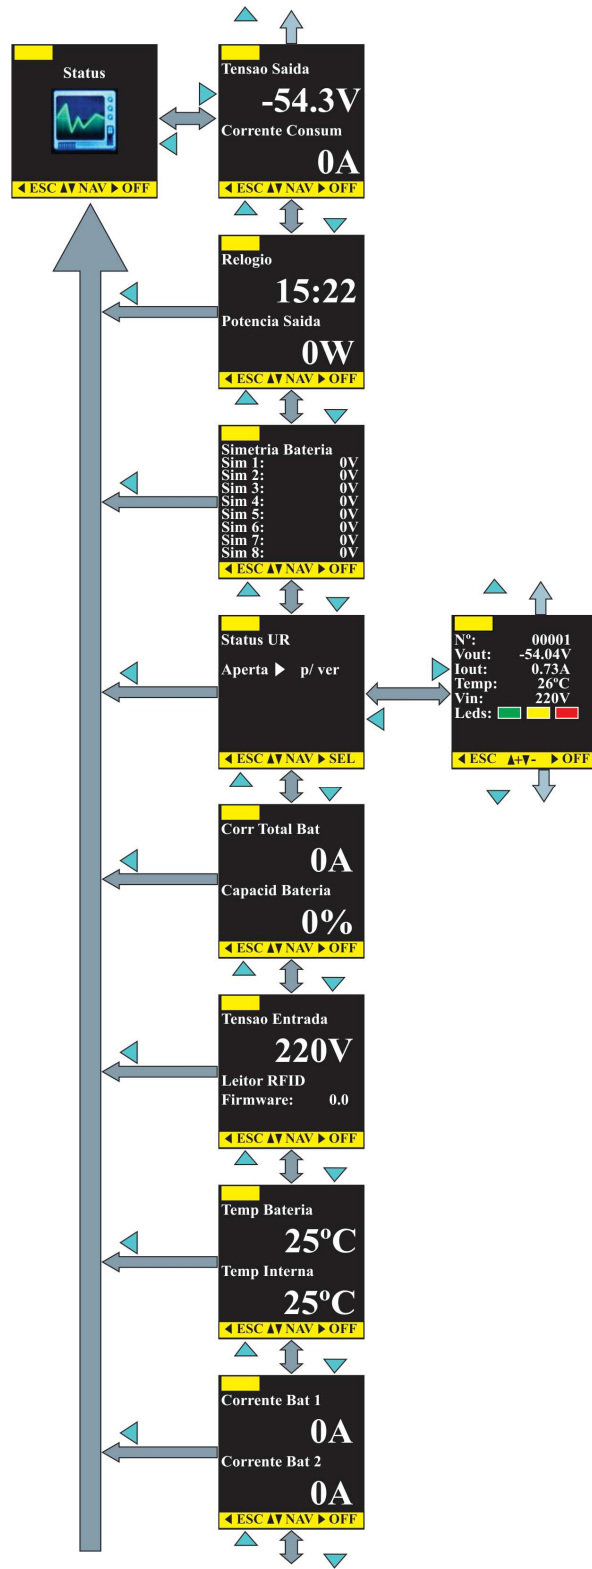 Status
◀ ESC ▲▼ NAV ▶ OFF
Tensao Saida
-54.3V
Corrente Consum
0A
◀ ESC ▲▼ NAV ▶ OFF
Relogio
15:22
Potencia Saida
0W
◀ ESC ▲▼ NAV ▶ OFF
Simetria Bateria
Sim 1: 0V
Sim 2: 0V
Sim 3: 0V
Sim 4: 0V
Sim 5: 0V
Sim 6: 0V
Sim 7: 0V
Sim 8: 0V
◀ ESC ▲▼ NAV ▶ OFF
Status UR
Aperta ▶ p/ ver
◀ ESC ▲▼ NAV ▶ SEL
Nº: 00001
Vout: -54.04V
Iout: 0.73A
Temp: 26ºC
Vin: 220V
Leds:
◀ ESC ▲+▼- ▶ OFF
Corr Total Bat
0A
Capacid Bateria
0%
◀ ESC ▲▼ NAV ▶ OFF
Tensao Entrada
220V
Leitor RFID
Firmware: 0.0
◀ ESC ▲▼ NAV ▶ OFF
Temp Bateria
25ºC
Temp Interna
25ºC
◀ ESC ▲▼ NAV ▶ OFF
Corrente Bat 1
0A
Corrente Bat 2
0A
◀ ESC ▲▼ NAV ▶ OFF